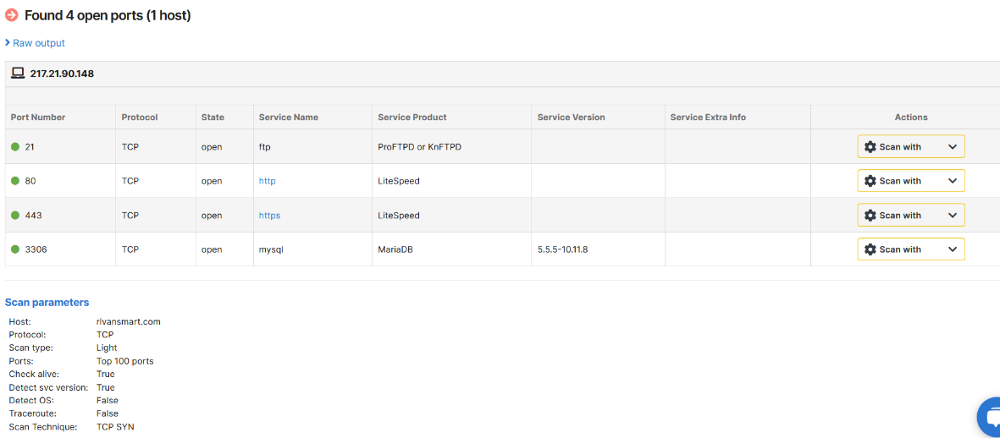 Found 4 open ports (1 host)
Raw output
217.21.90.148
Port Number Protocol State Service Name Service Product Service Version Service Extra Info Actions
21 TCP open ftp ProFTPD or KnFTPD Scan with
80 TCP open http LiteSpeed Scan with
443 TCP open https LiteSpeed Scan with
3306 TCP open mysql MariaDB 5.5.5-10.11.8 Scan with
Scan parameters
Host: rivansmart.com
Protocol: TCP
Scan type: Light
Ports: Top 100 ports
Check alive: True
Detect svc version: True
Detect OS: False
Traceroute: False
Scan Technique: TCP SYN